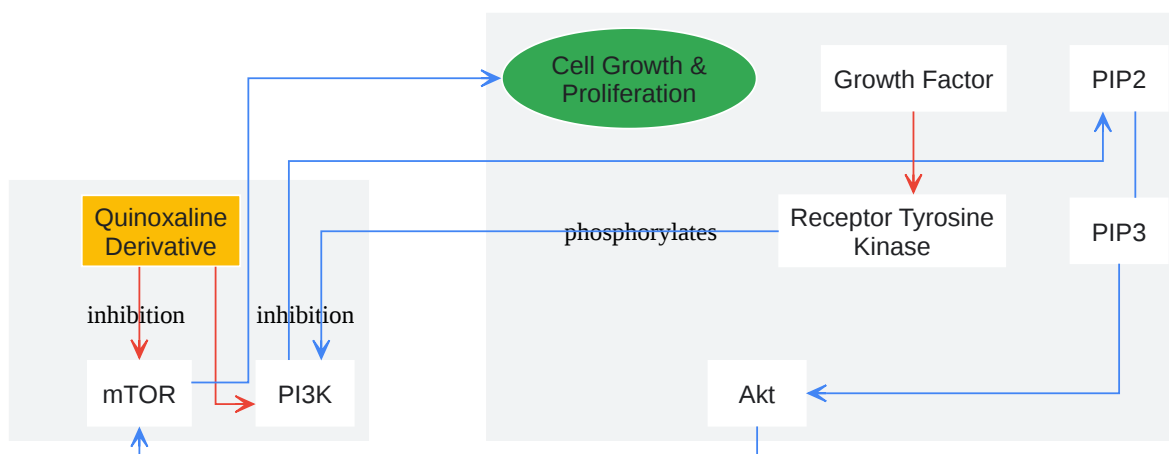 Cell Growth &
Proliferation
Growth Factor
PIP2
Quinoxaline
Derivative
phosphorylates
Receptor Tyrosine
Kinase
PIP3
inhibition
inhibition
mTOR
PI3K
Akt